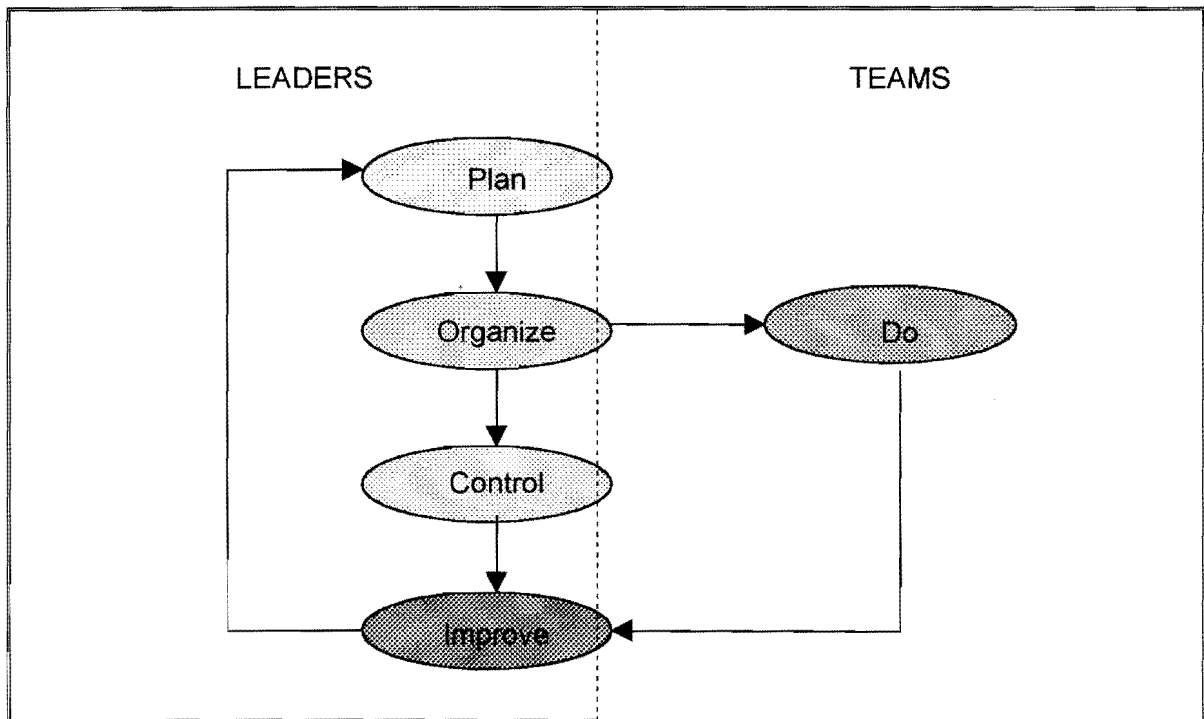 LEADERS
TEAMS
Plan
Organize
Do
Control
Improve